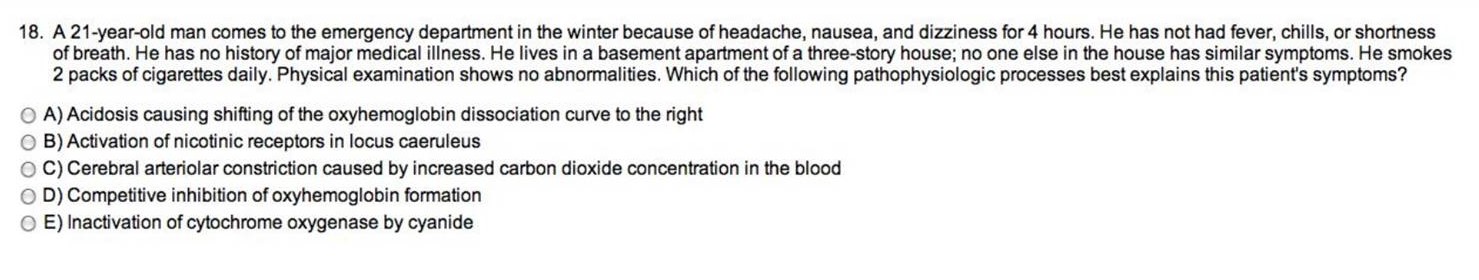 18. A 21-year-old man comes to the emergency department in the winter because of headache, nausea, and dizziness for 4 hours. He has not had fever, chills, or shortness
of breath. He has no history of major medical illness. He lives in a basement apartment of a three-story house; no one else in the house has similar symptoms. He smokes
2 packs of cigarettes daily. Physical examination shows no abnormalities. Which of the following pathophysiologic processes best explains this patient's symptoms?
A) Acidosis causing shifting of the oxyhemoglobin dissociation curve to the right
B) Activation of nicotinic receptors in locus caeruleus
C) Cerebral arteriolar constriction caused by increased carbon dioxide concentration in the blood
D) Competitive inhibition of oxyhemoglobin formation
E) Inactivation of cytochrome oxygenase by cyanide